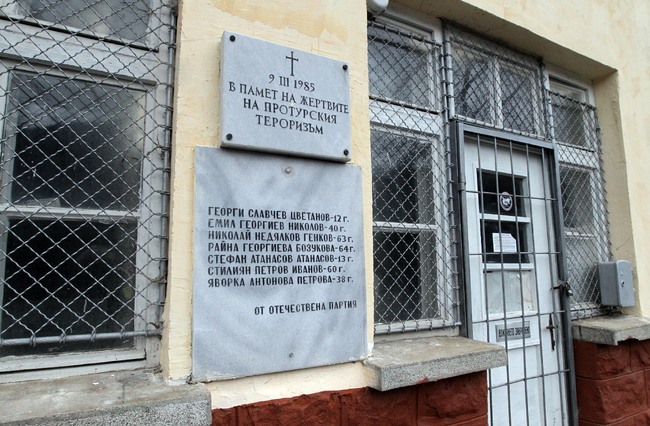 9 III 1985
В ПАМЕТ НА ЖЕРТВИТЕ
НА ПРОТУРСКИЯ
ТЕРОРИЗЪМ
ГЕОРГИ СЛАВЧЕВ ЦВЕТАНОВ-12 г.
ЕМИЛ ГЕОРГИЕВ НИКОЛОВ-40 г.
НИКОЛАЙ НЕДЯЛКОВ ГЕНКОВ-63 г.
РАЙНА ГЕОРГИЕВА БОЗУКОВА-64 г.
СТЕФАН АТАНАСОВ АТАНАСОВ-13 г.
СТИЛИЯН ПЕТРОВ ИВАНОВ-60 г.
ЯВОРКА АНТОНОВА ПЕТРОВА-38 г.
ОТ ОТЕЧЕСТВЕНА ПАРТИЯ